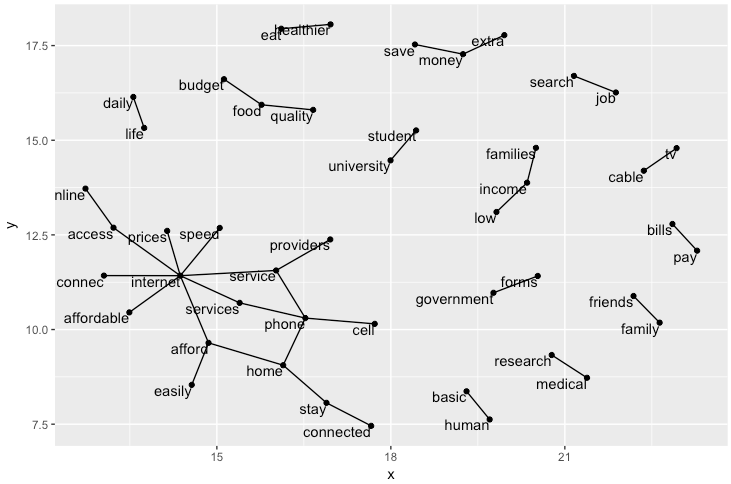 healthier
eat
extra
save
money
17.5
search
budget
job
daily
food
quality
life
15.0
student
university
families
tv
cable
income
nline
low
access
prices
speed
12.5
bills
providers
pay
connec
internet
service
forms
government
friends
services
affordable
phone
cell
family
10.0
afford
home
research
medical
easily
basic
stay
connected
human
7.5
15
18
21
x
y